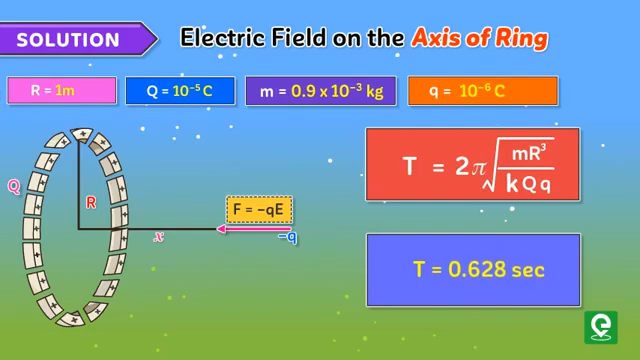 SOLUTION
Electric Field on the Axis of Ring
R = 1m
Q = 10⁻⁵ C
m = 0.9 x 10⁻³ kg
q = 10⁻⁶ C
Q
R
x
F = -qE
-q
T = 2π√(mR³/kQq)
T = 0.628 sec
e